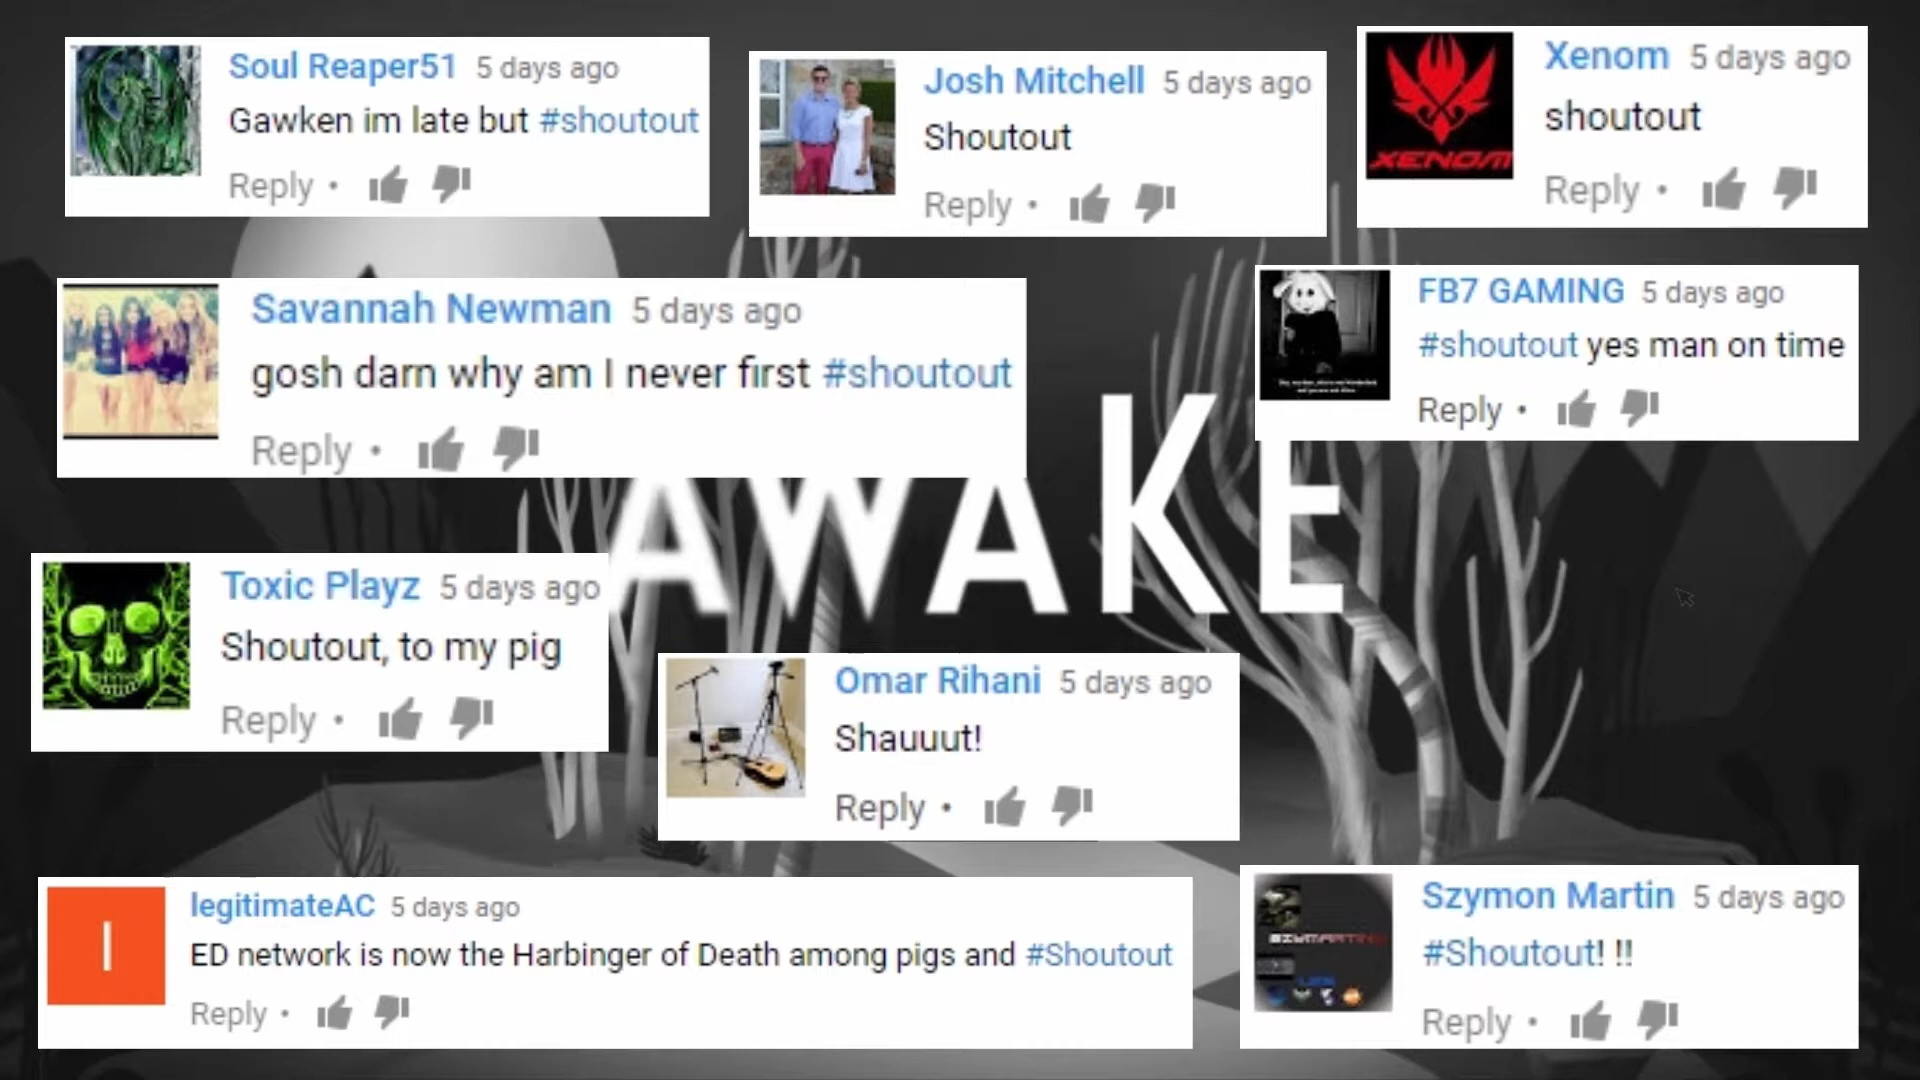 Soul Reaper51 5 days ago
Gawken im late but #shoutout
Reply •
Josh Mitchell 5 days ago
Shoutout
Reply •
XENOM
Xenom 5 days ago
shoutout
Reply •
Savannah Newman 5 days ago
gosh darn why am I never first #shoutout
Reply •
FB7 GAMING 5 days ago
#shoutout yes man on time
Reply •
AWAKE
Toxic Playz 5 days ago
Shoutout, to my pig
Reply •
Omar Rihani 5 days ago
Shauuut!
Reply •
l
legitimateAC 5 days ago
ED network is now the Harbinger of Death among pigs and #Shoutout
Reply •
Szymon Martin 5 days ago
#Shoutout! !!
Reply •